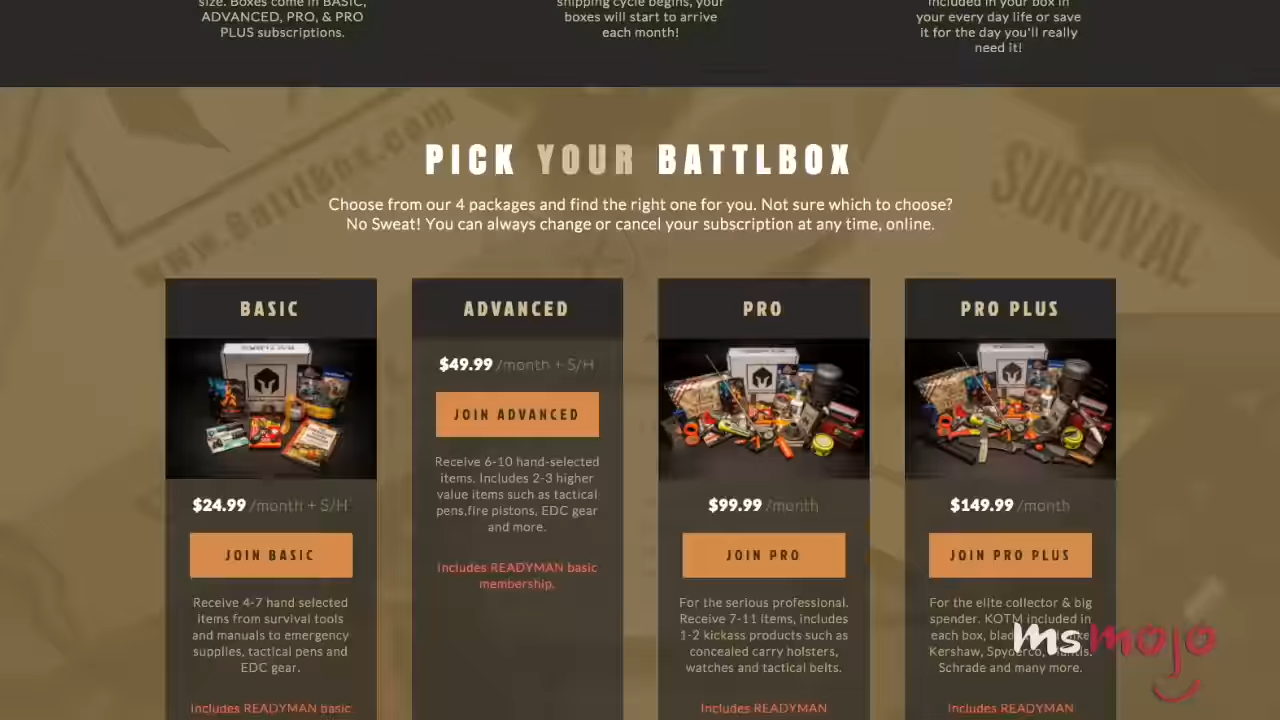 size. Boxes come in BASIC,
ADVANCED, PRO, & PRO
PLUS subscriptions.
shipping cycle begins, your
boxes will start to arrive
each month!
included in your box in
your every day life or save
it for the day you'll really
need it!
www.BattlBox.com
SURVIVAL
PICK YOUR BATTLBOX
Choose from our 4 packages and find the right one for you. Not sure which to choose?
No Sweat! You can always change or cancel your subscription at any time, online.
BASIC
$24.99 /month + S/H
JOIN BASIC
Receive 4-7 hand selected
items from survival tools
and manuals to emergency
supplies, tactical pens and
EDC gear.
Includes READYMAN basic
ADVANCED
$49.99 /month + S/H
JOIN ADVANCED
Receive 6-10 hand-selected
items. Includes 2-3 higher
value items such as tactical
pens,fire pistons, EDC gear
and more.
Includes READYMAN basic
membership.
PRO
$99.99 /month
JOIN PRO
For the serious professional.
Receive 7-11 items, includes
1-2 kickass products such as
concealed carry holsters,
watches and tactical belts.
Includes READYMAN
PRO PLUS
$149.99 /month
JOIN PRO PLUS
For the elite collector & big
spender. KOTM included in
each box,
Kershaw,
Schrade and many more.
Includes READYMAN
msmojo